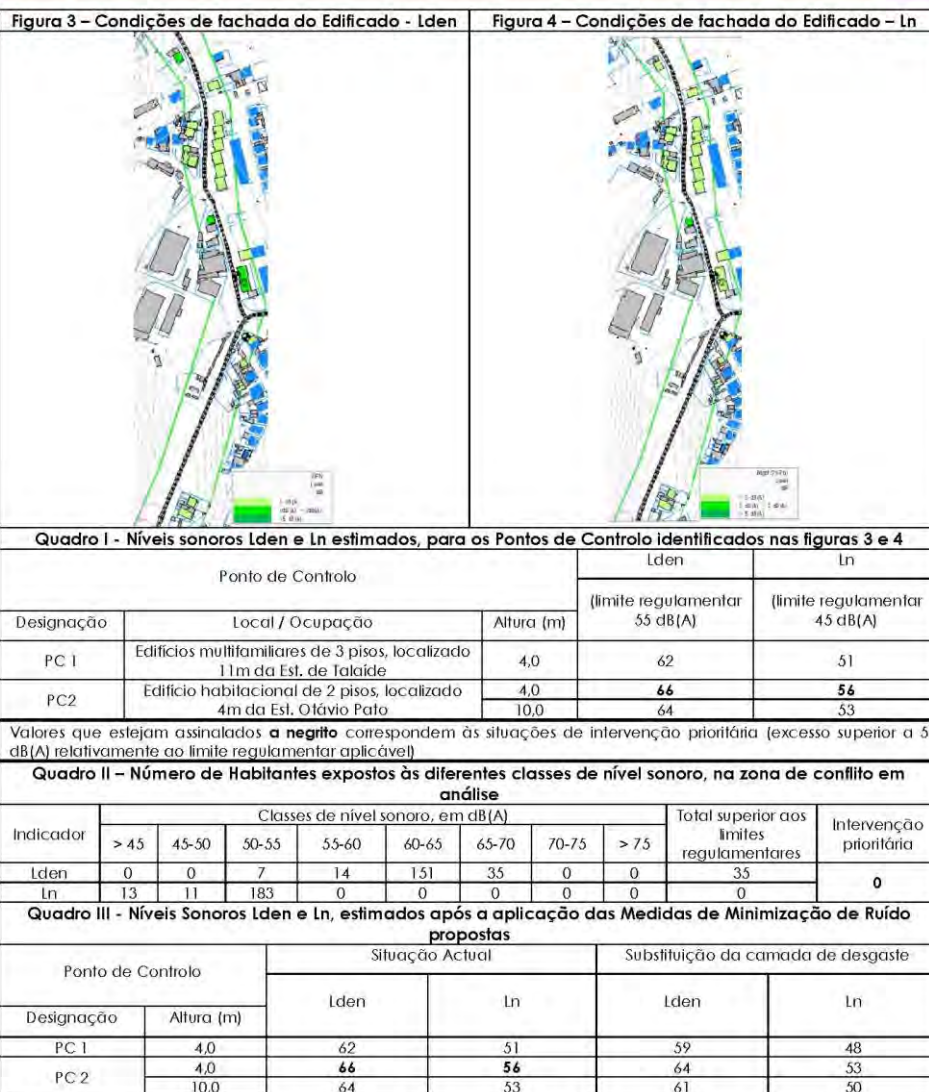 Figura 3 – Condições de fachada do Edificado - Lden
Figura 4 – Condições de fachada do Edificado – Ln
Quadro I - Níveis sonoros Lden e Ln estimados, para os Pontos de Controlo identificados nas figuras 3 e 4
Ponto de Controlo
Lden
Ln
Designação
Local / Ocupação
Altura (m)
(limite regulamentar
55 dB(A)
(limite regulamentar
45 dB(A)
PC 1
Edifícios multifamiliares de 3 pisos, localizado
11m da Est. de Talaíde
4,0
62
51
PC2
Edifício habitacional de 2 pisos, localizado
4m da Est. Otávio Pato
4,0
66
56
10,0
64
53
Valores que estejam assinalados a negrito correspondem às situações de intervenção prioritária (excesso superior a 5
dB(A) relativamente ao limite regulamentar aplicável)
Quadro II – Número de Habitantes expostos às diferentes classes de nível sonoro, na zona de conflito em
análise
Indicador
Classes de nível sonoro, em dB(A)
Total superior aos
limites
regulamentares
Intervenção
prioritária
> 45
45-50
50-55
55-60
60-65
65-70
70-75
> 75
Lden
0
0
7
14
151
35
0
0
35
0
Ln
13
11
183
0
0
0
0
0
0
Quadro III - Níveis Sonoros Lden e Ln, estimados após a aplicação das Medidas de Minimização de Ruído
propostas
Ponto de Controlo
Situação Actual
Substituição da camada de desgaste
Designação
Altura (m)
Lden
Ln
Lden
Ln
PC 1
4,0
62
51
59
48
PC 2
4,0
66
56
64
53
10,0
64
53
61
50